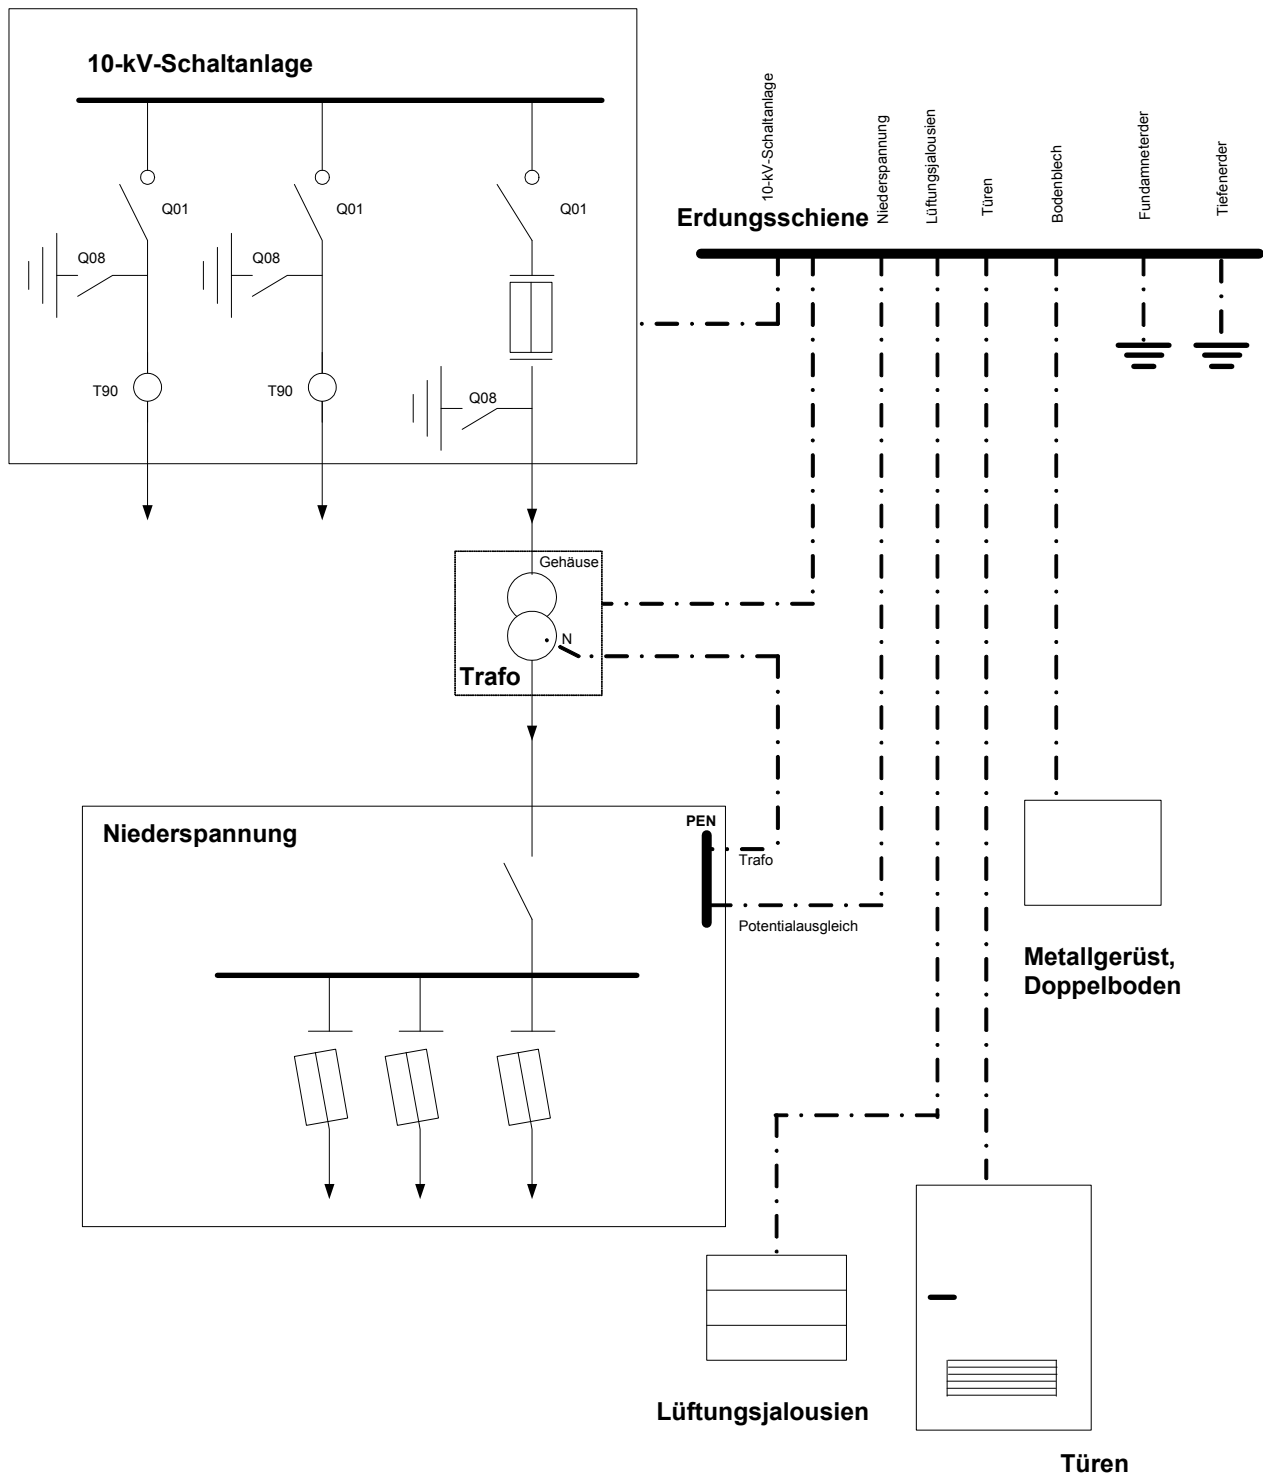 10-kV-Schaltanlage
Q01
Q01
Q01
Q08
Q08
T90
T90
Q08
10-kV-Schaltanlage
Niederspannung
Lüftungsjalousien
Türen
Bodenblech
Fundamneterder
Tiefenerder
Erdungsschiene
Gehäuse
N
Trafo
Niederspannung
PEN
Trafo
Potentialausgleich
Metallgerüst,
Doppelboden
Lüftungsjalousien
Türen